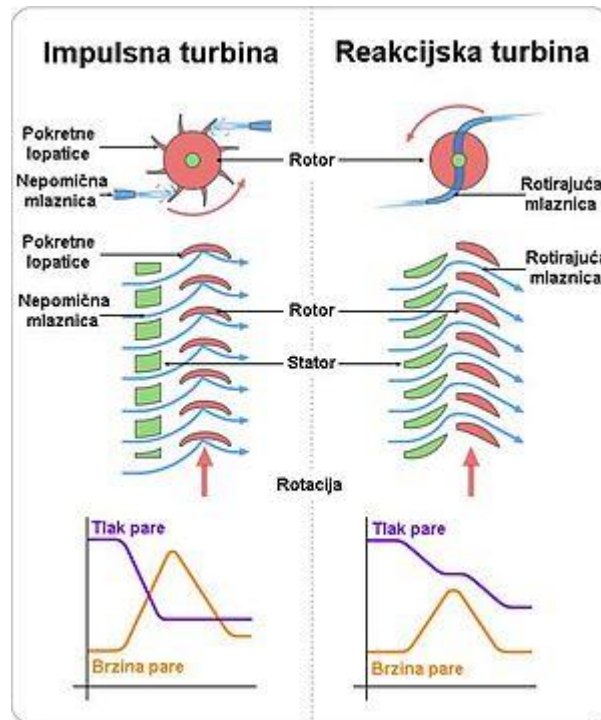 Impulsna turbina
Reakcijska turbina
Pokretne
lopatice
Nepomična
mlaznica
Rotor
Rotirajuća
mlaznica
Pokretne
lopatice
Nepomična
mlaznica
Rotirajuća
mlaznica
Rotor
Stator
Rotacija
Tlak pare
Brzina pare
Tlak pare
Brzina pare